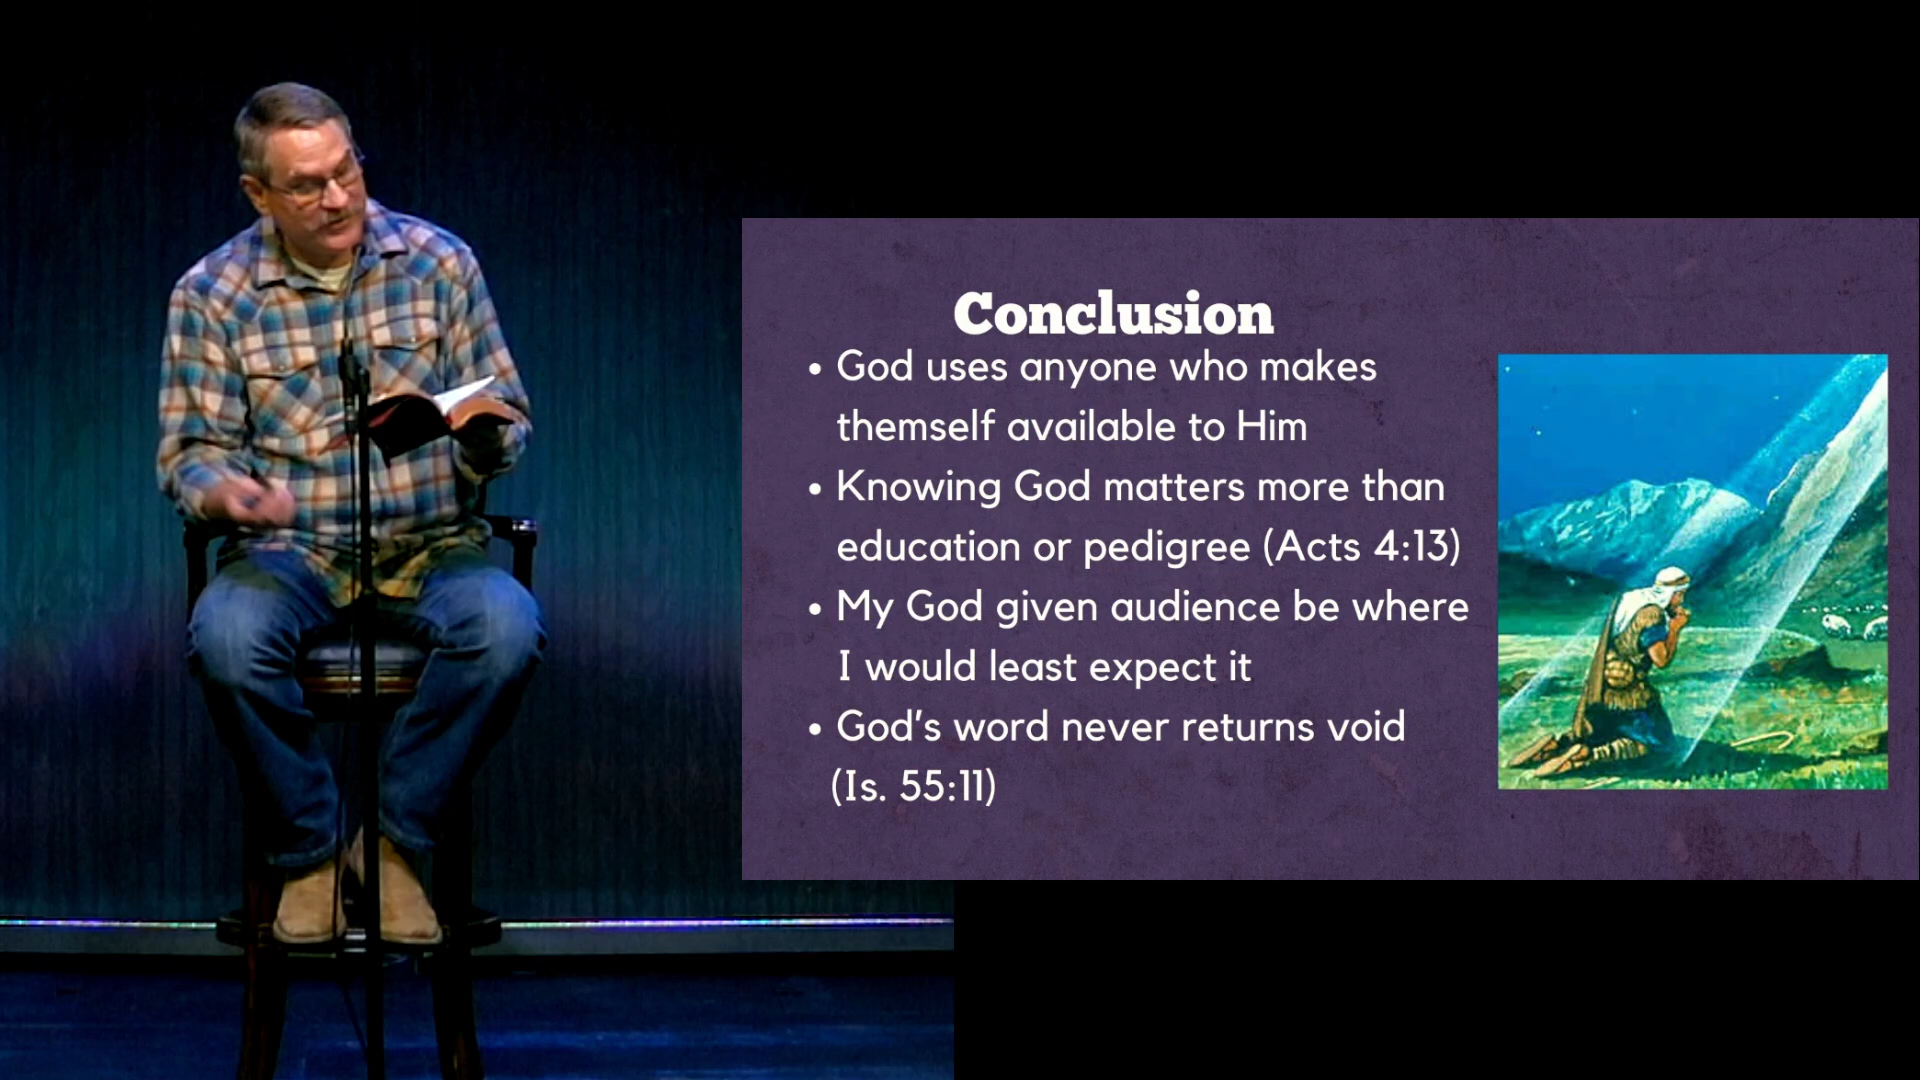 Conclusion
• God uses anyone who makes
themself available to Him
• Knowing God matters more than
education or pedigree (Acts 4:13)
• My God given audience be where
I would least expect it
• God's word never returns void
(Is. 55:11)